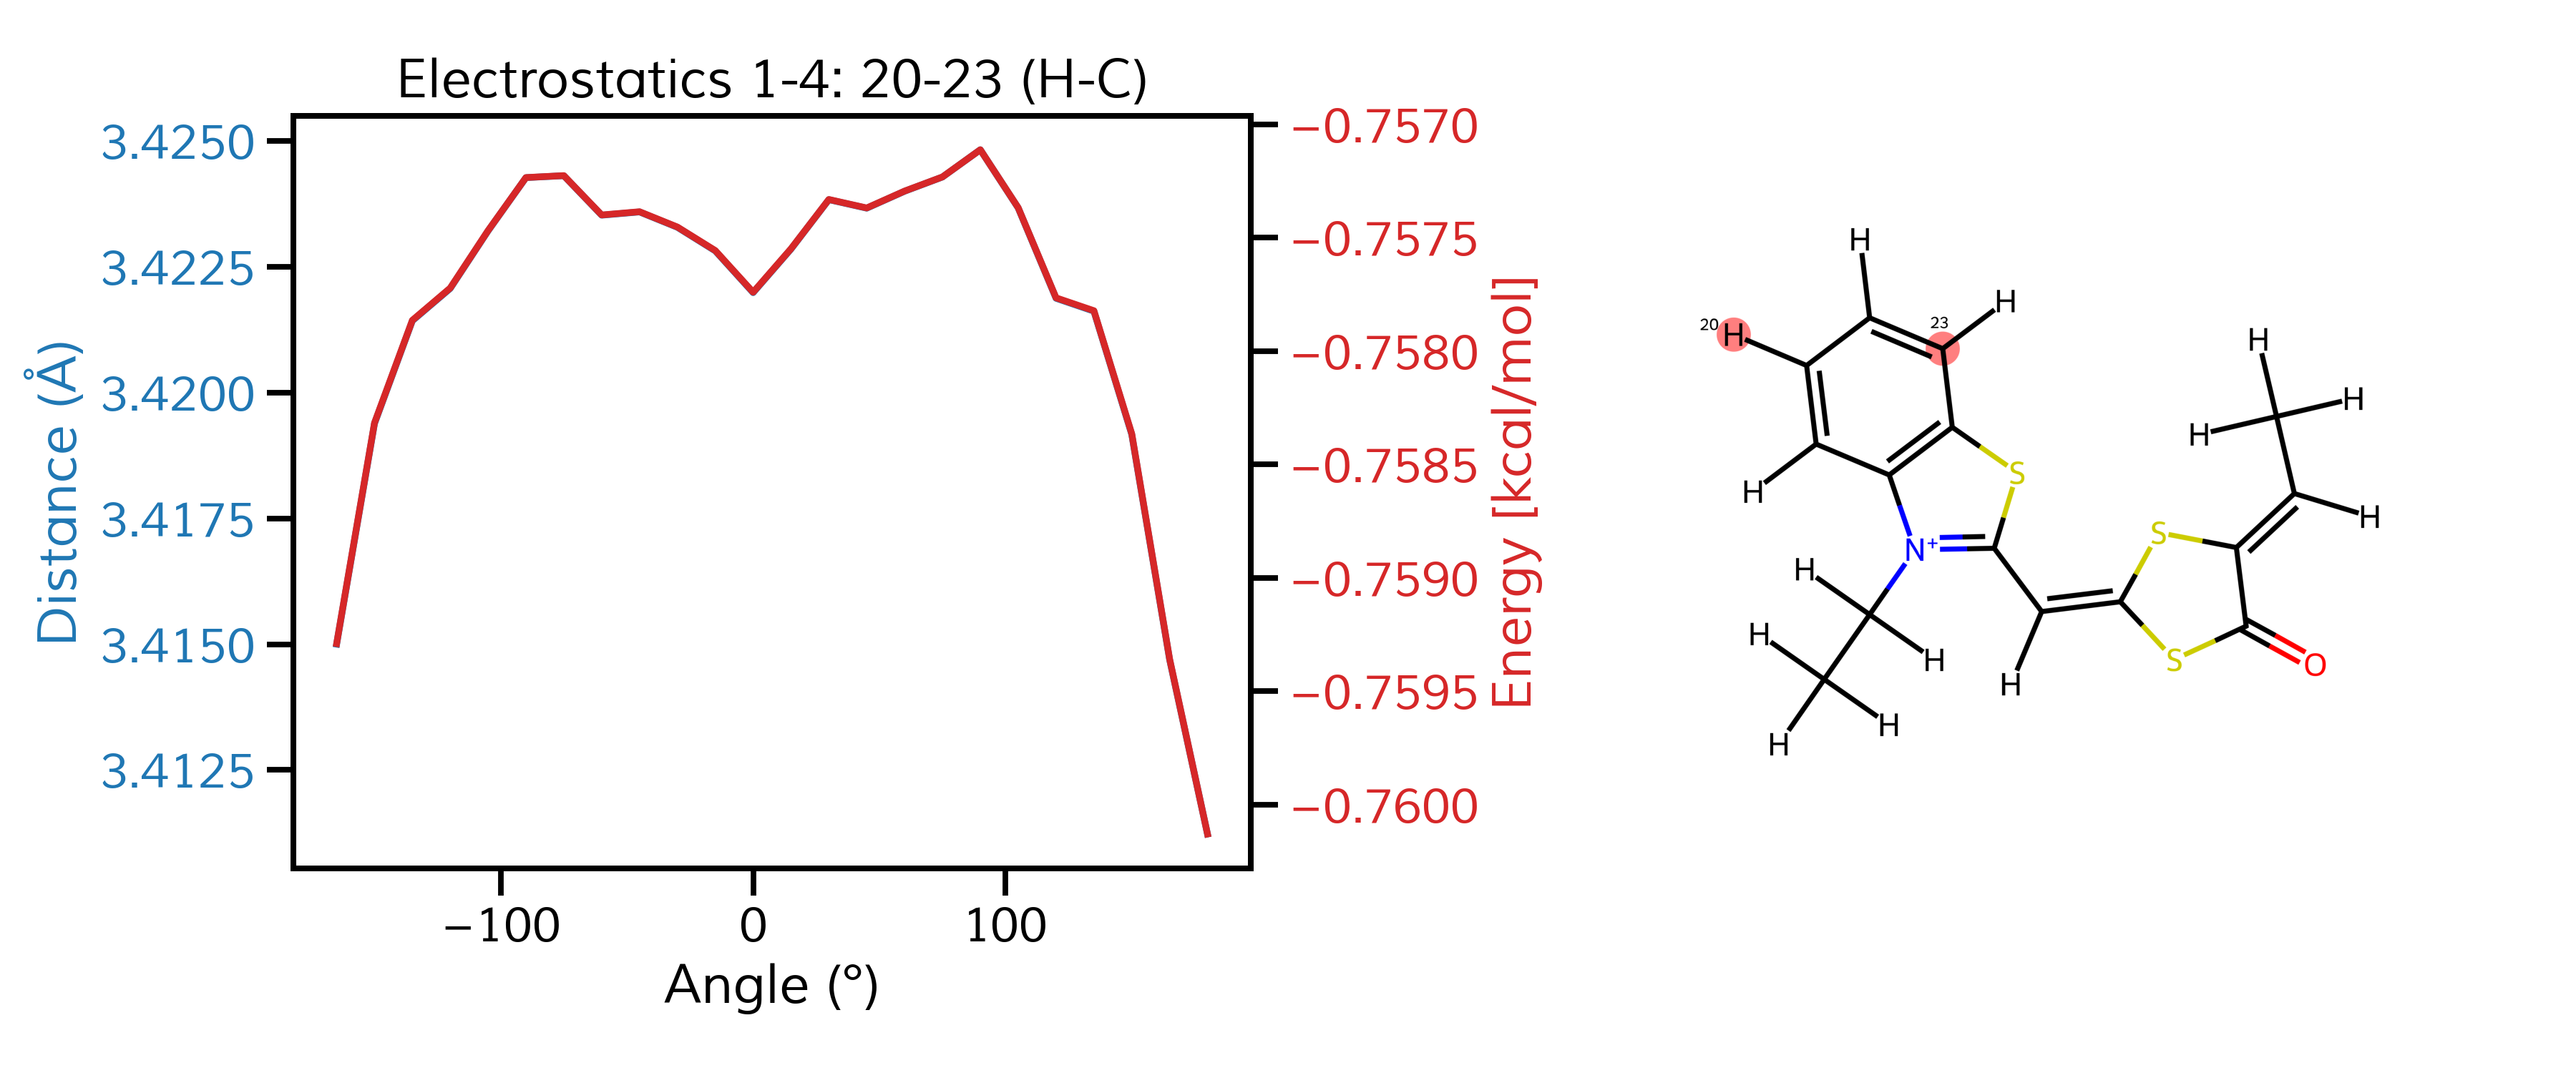 Electrostatics 1-4: 20-23 (H-C)
Distance (Å)
3.4250
3.4225
3.4200
3.4175
3.4150
3.4125
−0.7570
−0.7575
−0.7580
−0.7585
−0.7590
−0.7595
−0.7600
Energy [kcal/mol]
−100 0 100
Angle (°)
H
H
20 H
23
H
H
H
H
S
H
S
N+
H
H
H
S
O
H
H
H
H